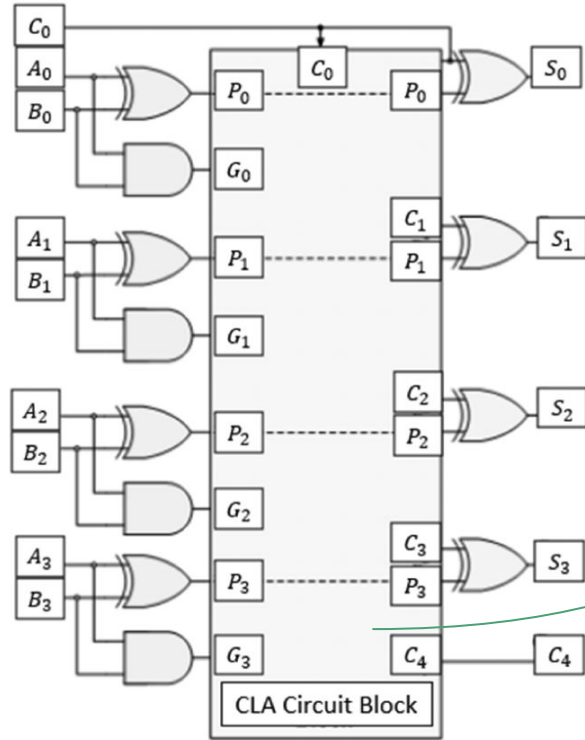 C₀
A₀ C₀ S₀
B₀ P₀ P₀
G₀
A₁ C₁ S₁
B₁ P₁ P₁
G₁
A₂ C₂ S₂
B₂ P₂ P₂
G₂
A₃ C₃ S₃
B₃ P₃ P₃
G₃ C₄ C₄
CLA Circuit Block